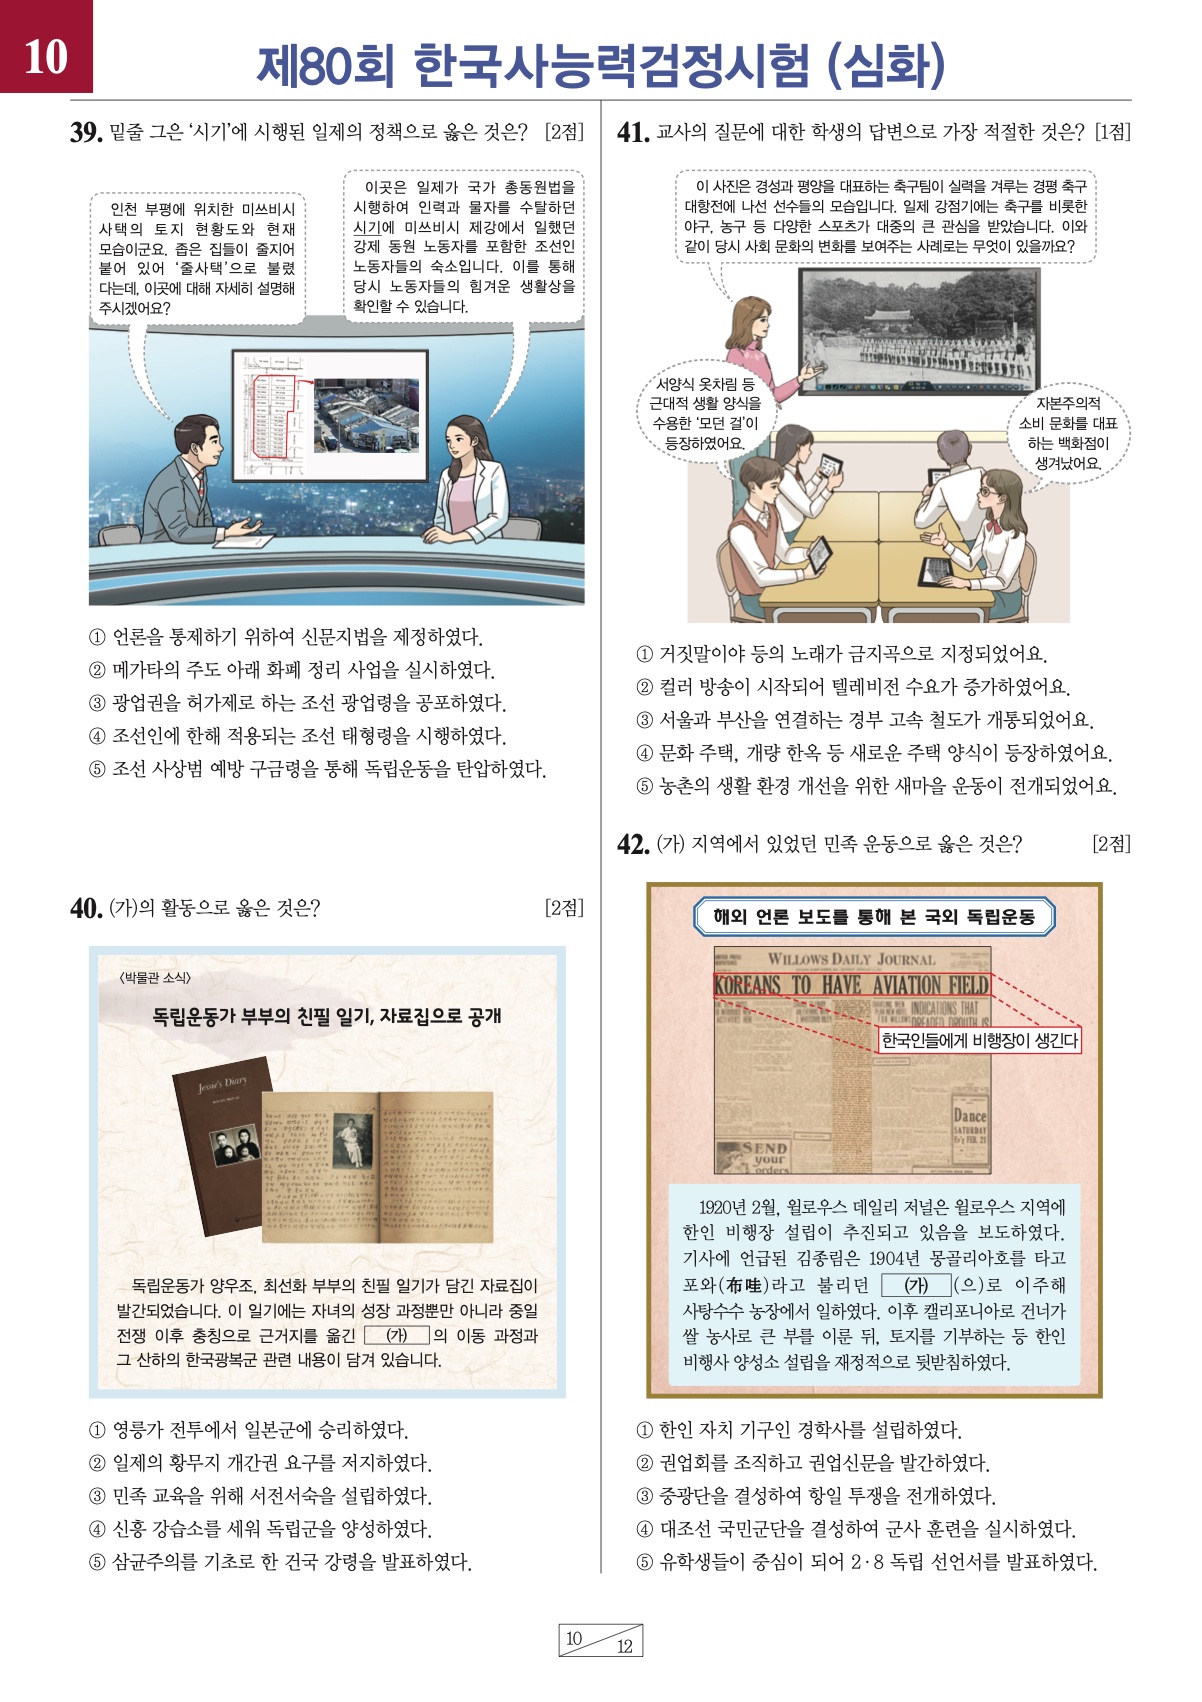 10
제80회 한국사능력검정시험 (심화)
39. 밑줄 그은 '시기'에 시행된 일제의 정책으로 옳은 것은? [2점]
인천 부평에 위치한 미쓰비시
사택의 토지 현황도와 현재
모습이군요. 좁은 집들이 줄지어
붙어 있어 '줄사택'으로 불렸
다는데, 이곳에 대해 자세히 설명해
주시겠어요?
이곳은 일제가 국가 총동원법을
시행하여 인력과 물자를 수탈하던
시기에 미쓰비시 제강에서 일했던
강제 동원 노동자를 포함한 조선인
노동자들의 숙소입니다. 이를 통해
당시 노동자들의 힘겨운 생활상을
확인할 수 있습니다.
① 언론을 통제하기 위하여 신문지법을 제정하였다.
② 메가타의 주도 아래 화폐 정리 사업을 실시하였다.
③ 광업권을 허가제로 하는 조선 광업령을 공포하였다.
④ 조선인에 한해 적용되는 조선 태형령을 시행하였다.
⑤ 조선 사상범 예방 구금령을 통해 독립운동을 탄압하였다.
40. (가)의 활동으로 옳은 것은? [2점]
〈박물관 소식〉
독립운동가 부부의 친필 일기, 자료집으로 공개
Jessie's Diary
독립운동가 양우조, 최선화 부부의 친필 일기가 담긴 자료집이
발간되었습니다. 이 일기에는 자녀의 성장 과정뿐만 아니라 중일
전쟁 이후 충칭으로 근거지를 옮긴 (가) 의 이동 과정과
그 산하의 한국광복군 관련 내용이 담겨 있습니다.
① 영릉가 전투에서 일본군에 승리하였다.
② 일제의 황무지 개간권 요구를 저지하였다.
③ 민족 교육을 위해 서전서숙을 설립하였다.
④ 신흥 강습소를 세워 독립군을 양성하였다.
⑤ 삼균주의를 기초로 한 건국 강령을 발표하였다.
41. 교사의 질문에 대한 학생의 답변으로 가장 적절한 것은? [1점]
이 사진은 경성과 평양을 대표하는 축구팀이 실력을 겨루는 경평 축구
대항전에 나선 선수들의 모습입니다. 일제 강점기에는 축구를 비롯한
야구, 농구 등 다양한 스포츠가 대중의 큰 관심을 받았습니다. 이와
같이 당시 사회 문화의 변화를 보여주는 사례로는 무엇이 있을까요?
서양식 옷차림 등
근대적 생활 양식을
수용한 '모던 걸'이
등장하였어요.
자본주의적
소비 문화를 대표
하는 백화점이
생겨났어요.
① 거짓말이야 등의 노래가 금지곡으로 지정되었어요.
② 컬러 방송이 시작되어 텔레비전 수요가 증가하였어요.
③ 서울과 부산을 연결하는 경부 고속 철도가 개통되었어요.
④ 문화 주택, 개량 한옥 등 새로운 주택 양식이 등장하였어요.
⑤ 농촌의 생활 환경 개선을 위한 새마을 운동이 전개되었어요.
42. (가) 지역에서 있었던 민족 운동으로 옳은 것은? [2점]
해외 언론 보도를 통해 본 국외 독립운동
WILLOWS DAILY JOURNAL
KOREANS TO HAVE AVIATION FIELD
INDICATIONS THAT
DREADED DROUTH IS
한국인들에게 비행장이 생긴다
Dance
SATURDAY
Ev'g FEB. 21
SEND
your
orders
1920년 2월, 윌로우스 데일리 저널은 윌로우스 지역에
한인 비행장 설립이 추진되고 있음을 보도하였다.
기사에 언급된 김종림은 1904년 몽골리아호를 타고
포와(布哇)라고 불리던 (가) (으)로 이주해
사탕수수 농장에서 일하였다. 이후 캘리포니아로 건너가
쌀 농사로 큰 부를 이룬 뒤, 토지를 기부하는 등 한인
비행사 양성소 설립을 재정적으로 뒷받침하였다.
① 한인 자치 기구인 경학사를 설립하였다.
② 권업회를 조직하고 권업신문을 발간하였다.
③ 중광단을 결성하여 항일 투쟁을 전개하였다.
④ 대조선 국민군단을 결성하여 군사 훈련을 실시하였다.
⑤ 유학생들이 중심이 되어 2·8 독립 선언서를 발표하였다.
10
12